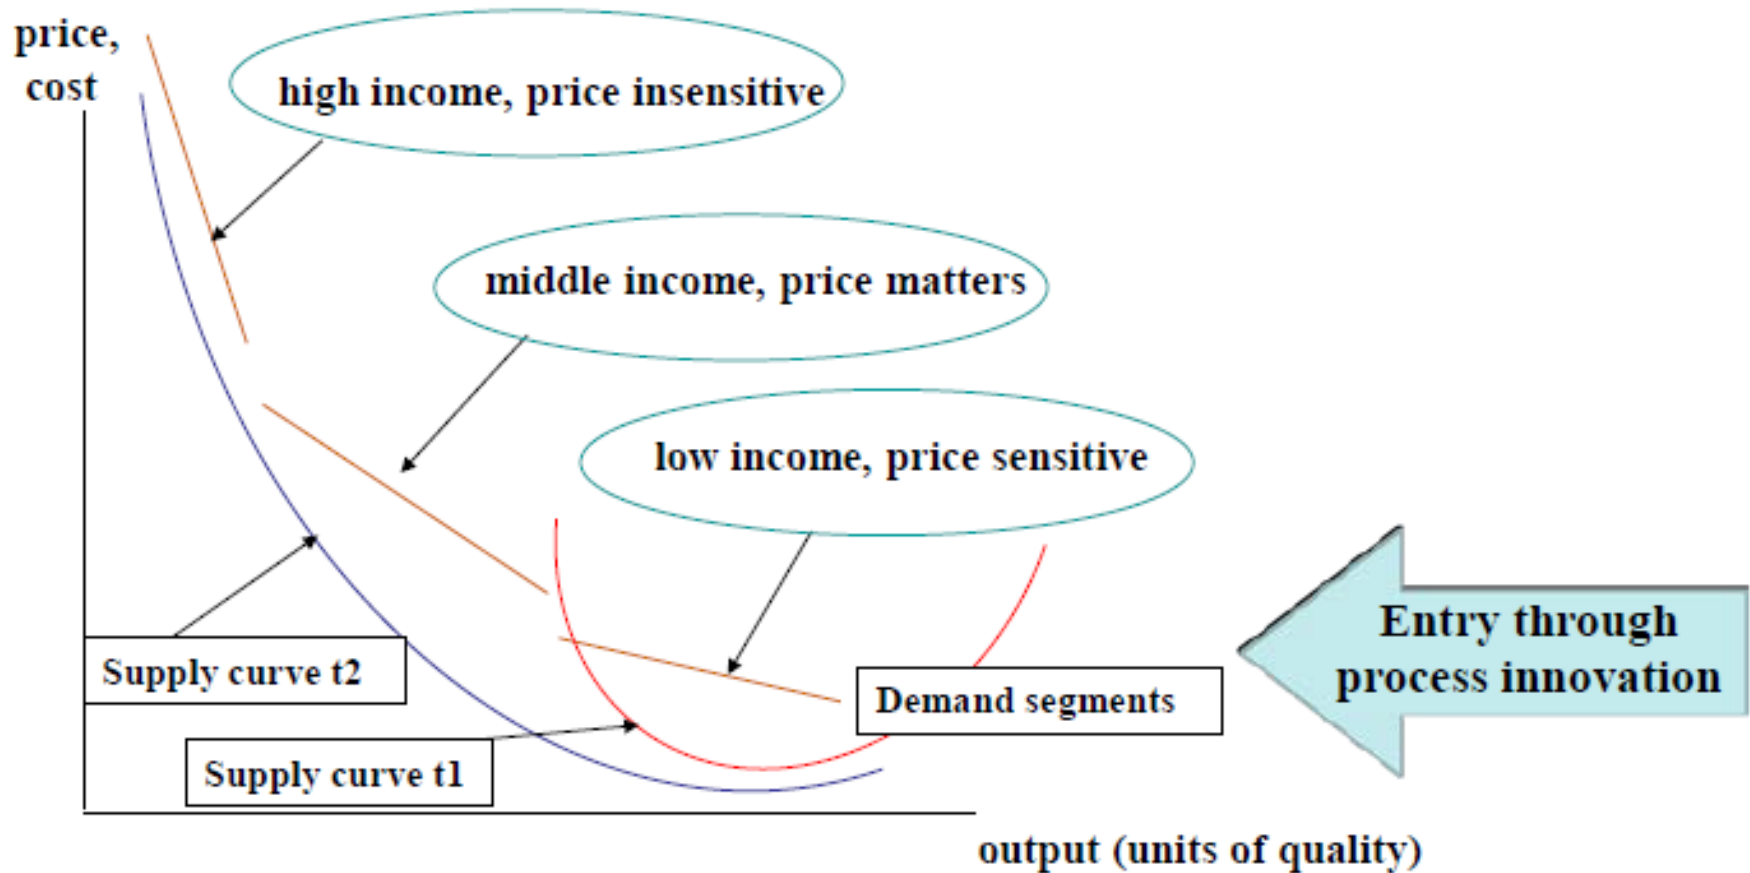 price,
cost
high income, price insensitive
middle income, price matters
low income, price sensitive
Entry through
process innovation
Supply curve t2
Demand segments
Supply curve t1
output (units of quality)